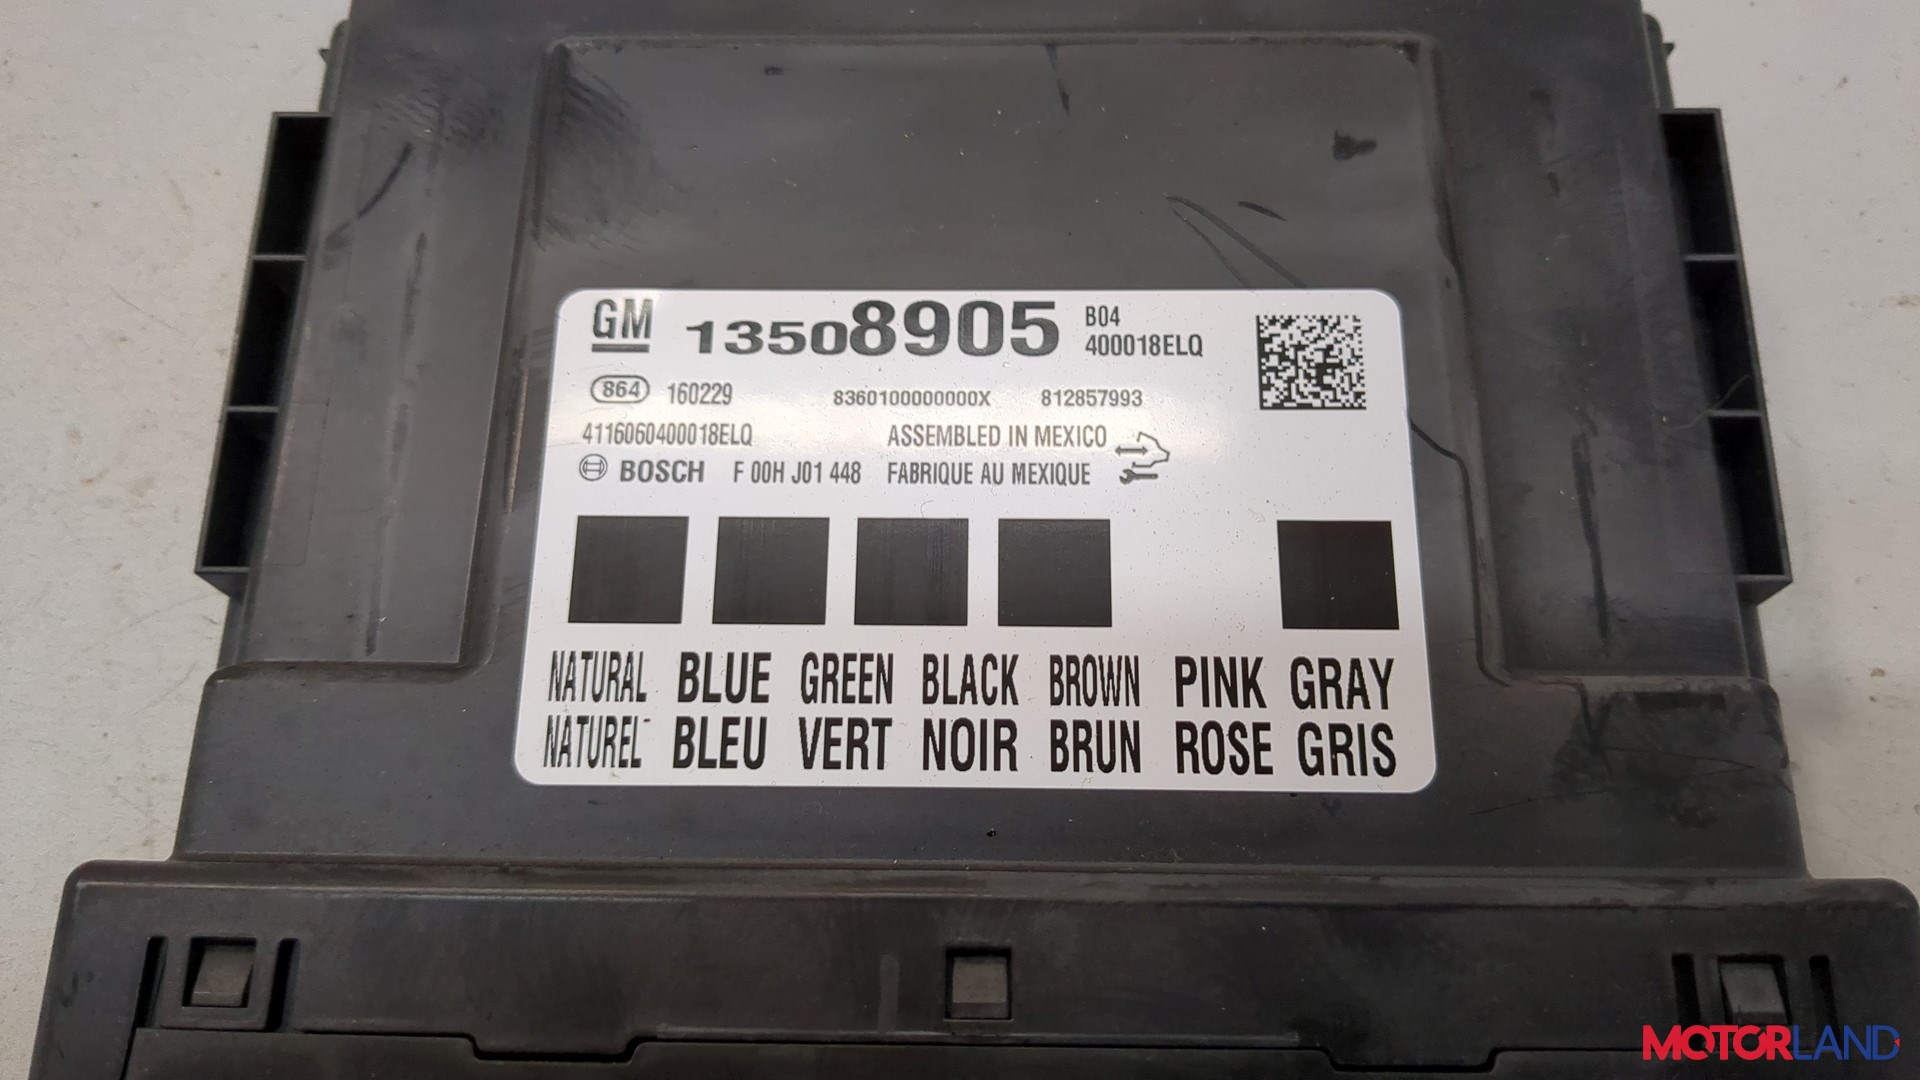 GM 13508905 B04
400018ELQ
864 160229 8360100000000X 812857993
4116060400018ELQ ASSEMBLED IN MEXICO
BOSCH F 00H J01 448 FABRIQUE AU MEXIQUE
NATURAL BLUE GREEN BLACK BROWN PINK GRAY
NATUREL BLEU VERT NOIR BRUN ROSE GRIS
MOTORLAND